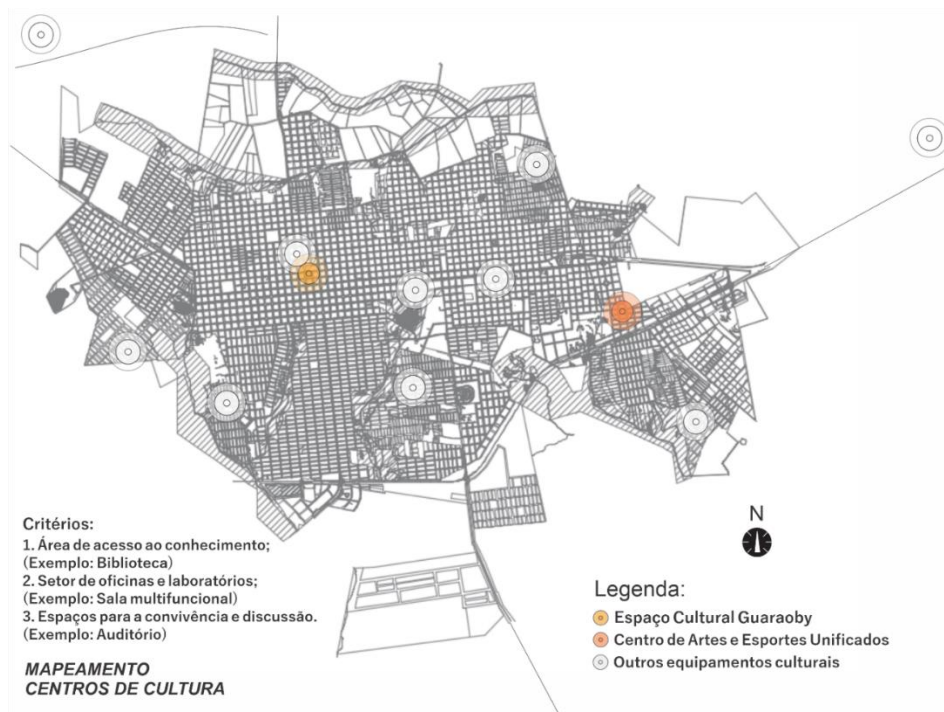 Critérios:
1. Área de acesso ao conhecimento;
(Exemplo: Biblioteca)
2. Setor de oficinas e laboratórios;
(Exemplo: Sala multifuncional)
3. Espaços para a convivência e discussão.
(Exemplo: Auditório)
MAPEAMENTO
CENTROS DE CULTURA
N
Legenda:
Espaço Cultural Guaraoby
Centro de Artes e Esportes Unificados
Outros equipamentos culturais